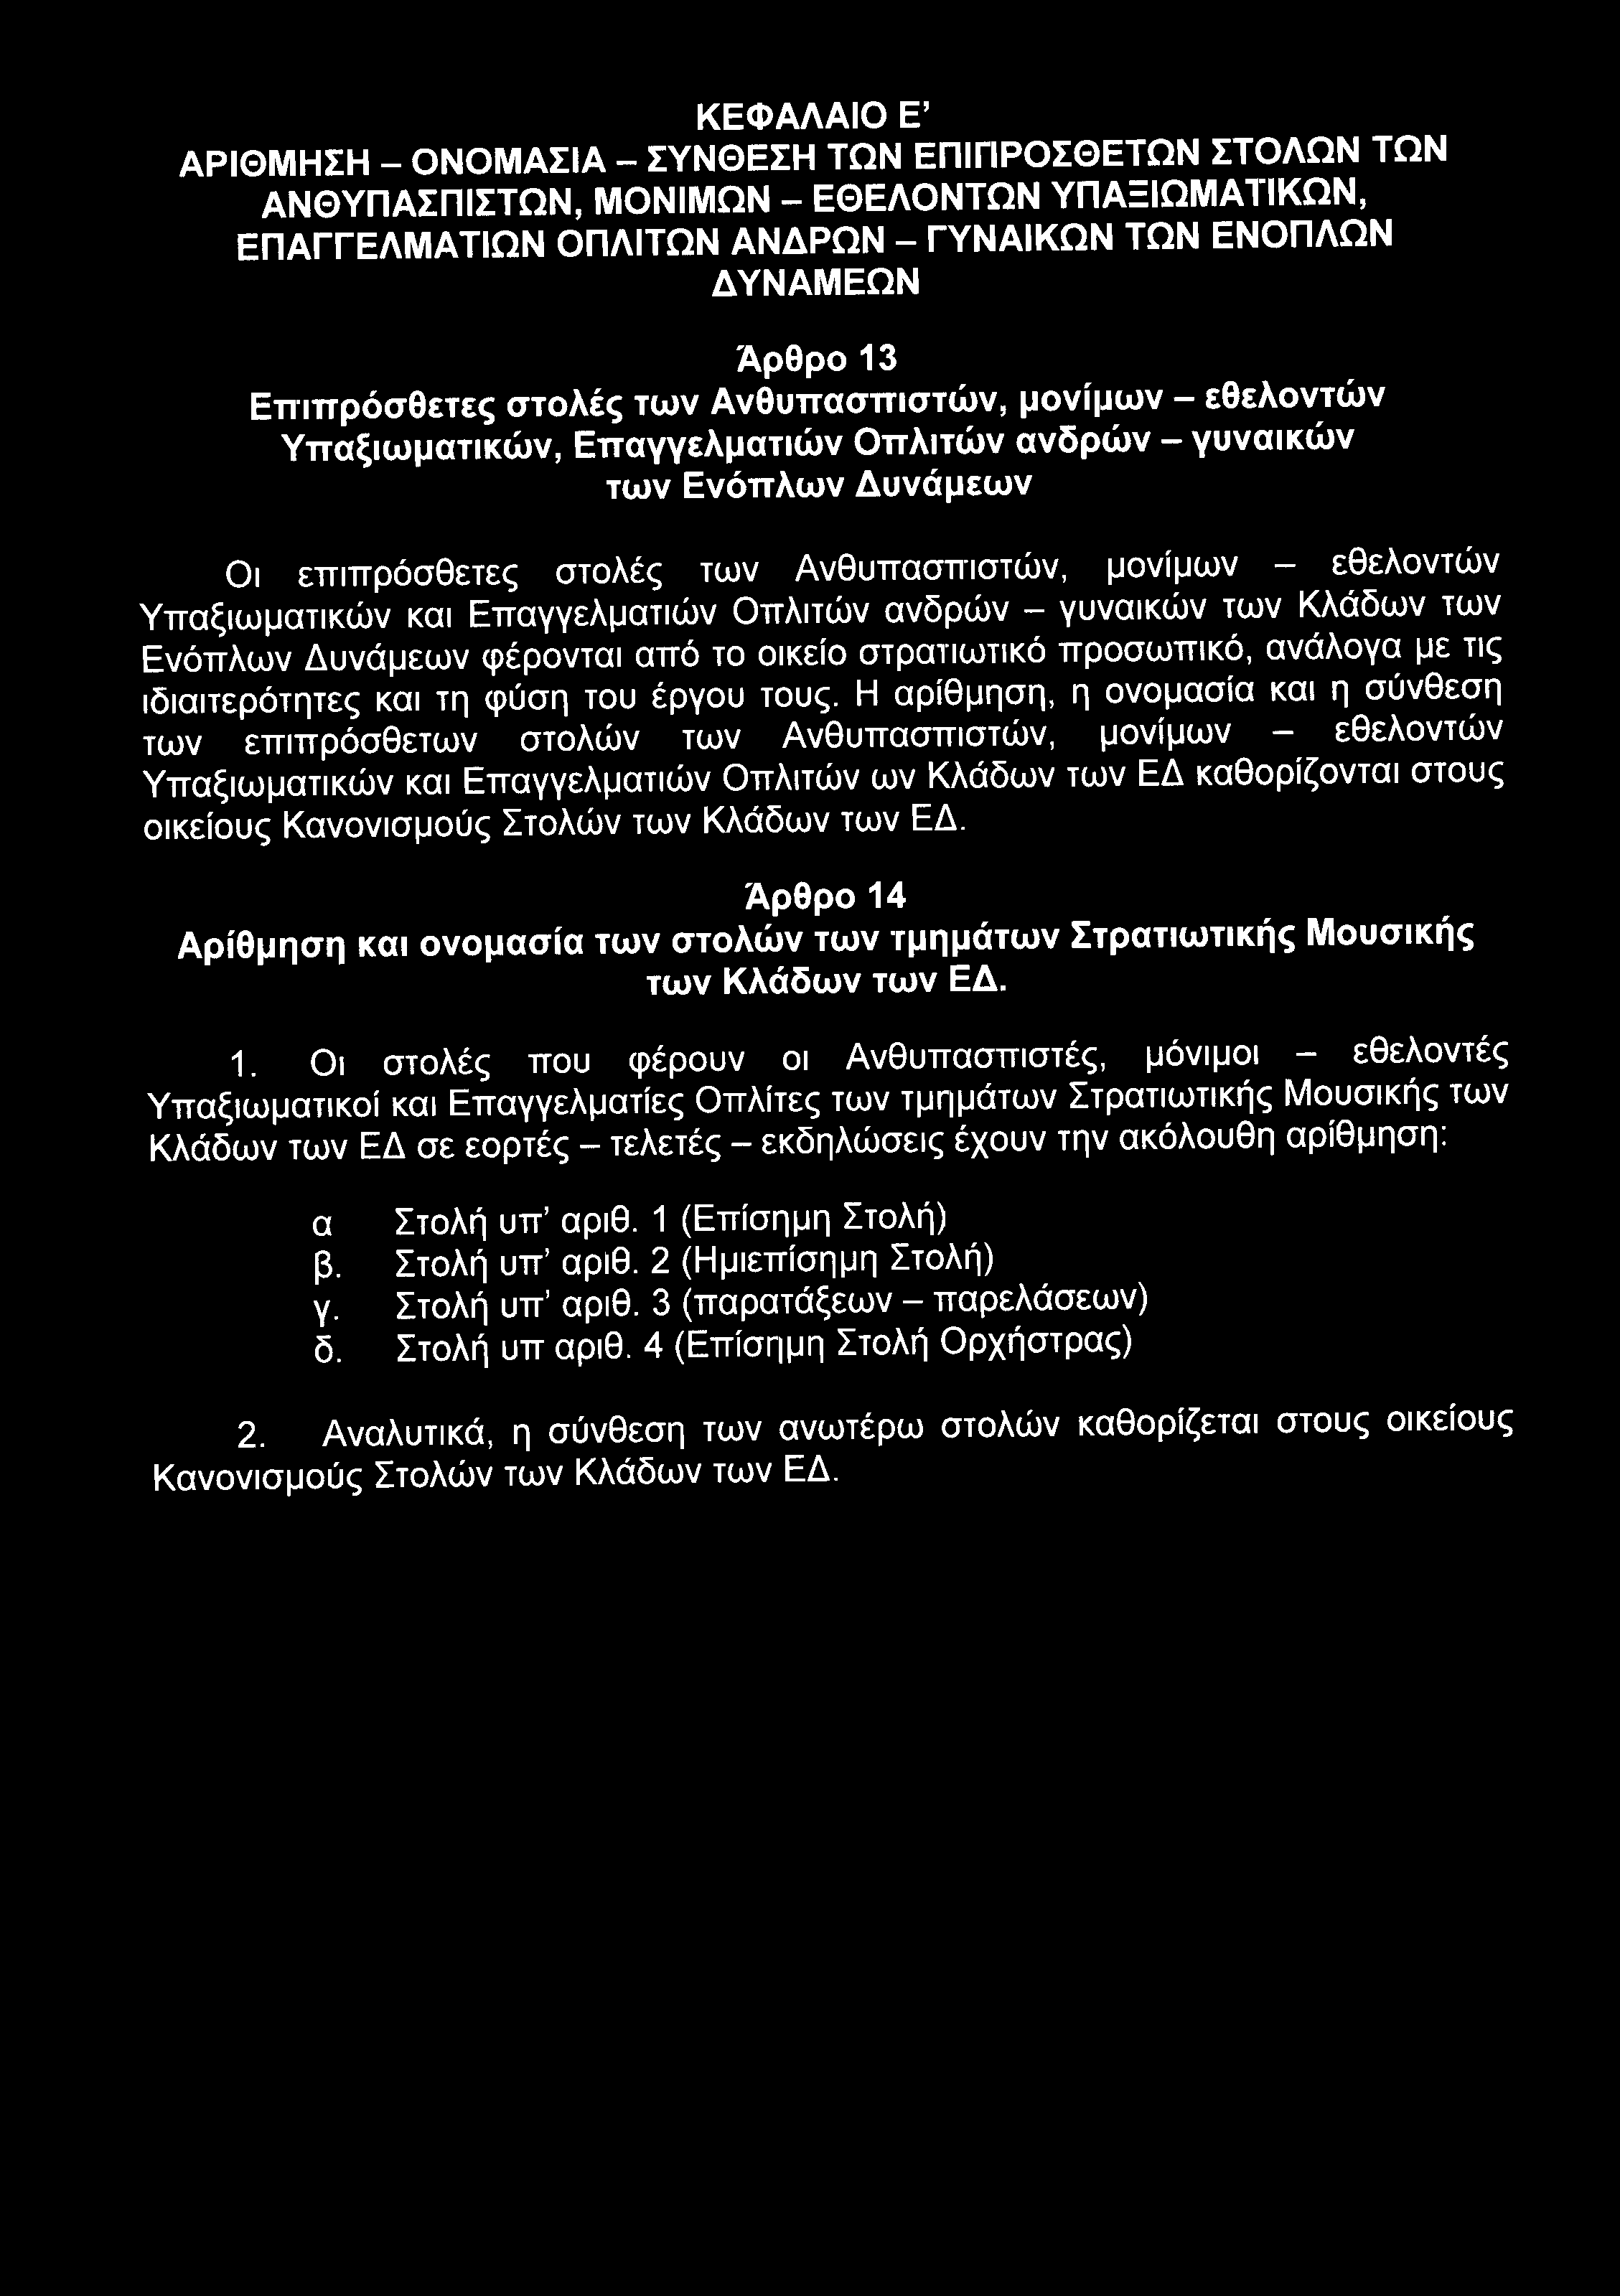 ΚΕΦΑΛΑΙΟ Ε’
ΑΡΙΘΜΗΣΗ – ΟΝΟΜΑΣΙΑ – ΣΥΝΘΕΣΗ ΤΩΝ ΕΠΙΠΡΟΣΘΕΤΩΝ ΣΤΟΛΩΝ ΤΩΝ
ΑΝΘΥΠΑΣΠΙΣΤΩΝ, ΜΟΝΙΜΩΝ – ΕΘΕΛΟΝΤΩΝ ΥΠΑΞΙΩΜΑΤΙΚΩΝ,
ΕΠΑΓΓΕΛΜΑΤΙΩΝ ΟΠΛΙΤΩΝ ΑΝΔΡΩΝ – ΓΥΝΑΙΚΩΝ ΤΩΝ ΕΝΟΠΛΩΝ
ΔΥΝΑΜΕΩΝ
Άρθρο 13
Επιπρόσθετες στολές των Ανθυπασπιστών, μονίμων – εθελοντών
Υπαξιωματικών, Επαγγελματιών Οπλιτών ανδρών – γυναικών
των Ενόπλων Δυνάμεων
Οι επιπρόσθετες στολές των Ανθυπασπιστών, μονίμων – εθελοντών
Υπαξιωματικών και Επαγγελματιών Οπλιτών ανδρών – γυναικών των Κλάδων των
Ενόπλων Δυνάμεων φέρονται από το οικείο στρατιωτικό προσωπικό, ανάλογα με τις
ιδιαιτερότητες και τη φύση του έργου τους. Η αρίθμηση, η ονομασία και η σύνθεση
των επιπρόσθετων στολών των Ανθυπασπιστών, μονίμων – εθελοντών
Υπαξιωματικών και Επαγγελματιών Οπλιτών ων Κλάδων των ΕΔ καθορίζονται στους
οικείους Κανονισμούς Στολών των Κλάδων των ΕΔ.
Άρθρο 14
Αρίθμηση και ονομασία των στολών των τμημάτων Στρατιωτικής Μουσικής
των Κλάδων των ΕΔ.
1. Οι στολές που φέρουν οι Ανθυπασπιστές, μόνιμοι – εθελοντές
Υπαξιωματικοί και Επαγγελματίες Οπλίτες των τμημάτων Στρατιωτικής Μουσικής των
Κλάδων των ΕΔ σε εορτές – τελετές – εκδηλώσεις έχουν την ακόλουθη αρίθμηση:
α Στολή υπ’ αριθ. 1 (Επίσημη Στολή)
β. Στολή υπ’ αριθ. 2 (Ημιεπίσημη Στολή)
γ. Στολή υπ’ αριθ. 3 (παρατάξεων – παρελάσεων)
δ. Στολή υπ αριθ. 4 (Επίσημη Στολή Ορχήστρας)
2. Αναλυτικά, η σύνθεση των ανωτέρω στολών καθορίζεται στους οικείους
Κανονισμούς Στολών των Κλάδων των ΕΔ.